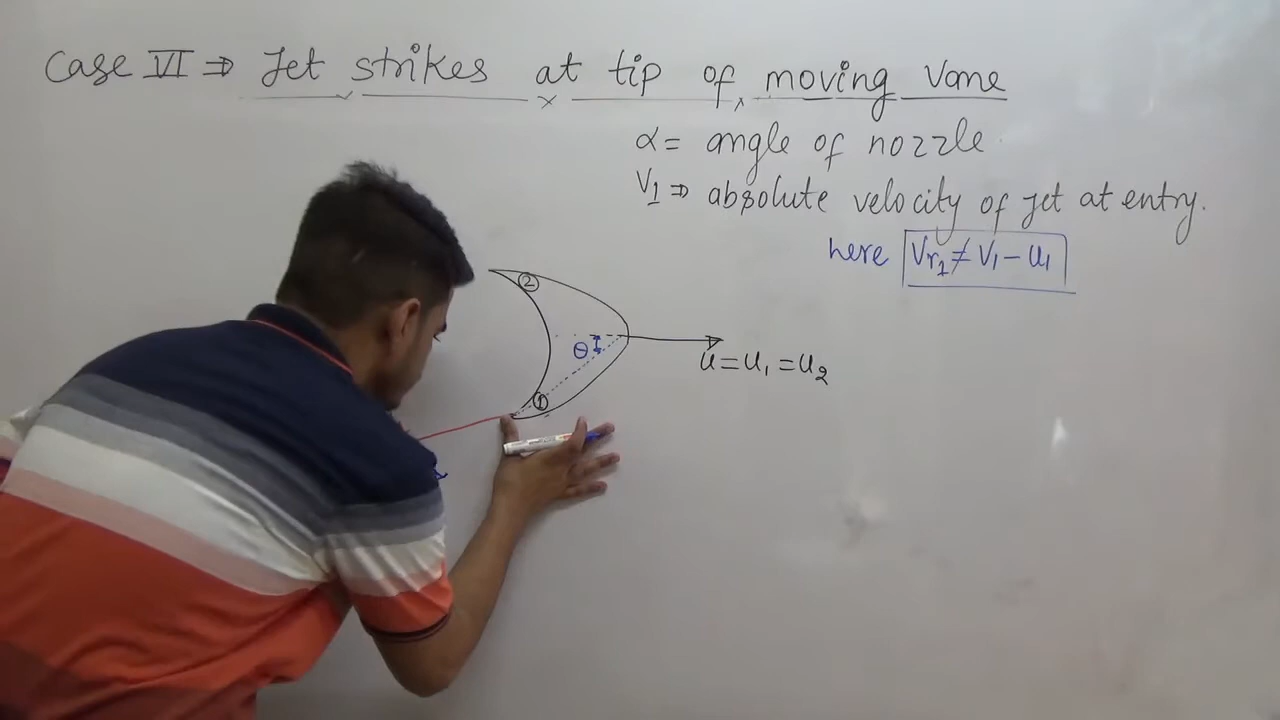 Case VI ⇒ Jet strikes at tip of moving Vane
α = angle of nozzle
V1 ⇒ absolute velocity of jet at entry.
here Vr1 ≠ V1 - u1
2
θ
u = u1 = u2
1